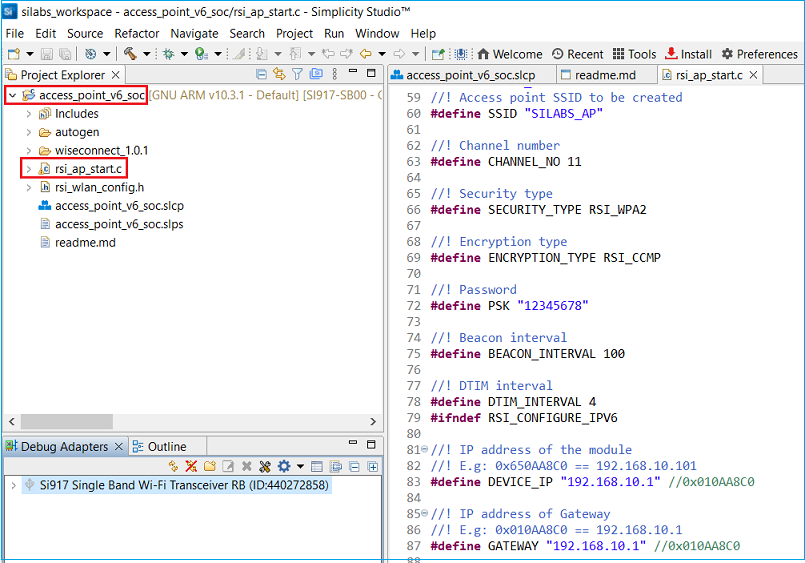 silabs_workspace - access_point_v6_soc/rsi_ap_start.c - Simplicity Studio™
File Edit Source Refactor Navigate Search Project Run Window Help
Welcome Recent Tools Install Preferences
Project Explorer
access_point_v6_soc [GNU ARM v10.3.1 - Default] [SI917-SB00 - 
Includes
autogen
wiseconnect_1.0.1
rsi_ap_start.c
rsi_wlan_config.h
access_point_v6_soc.slcp
access_point_v6_soc.slps
readme.md
Debug Adapters Outline
Si917 Single Band Wi-Fi Transceiver RB (ID:440272858)
access_point_v6_soc.slcp readme.md rsi_ap_start.c
59 //! Access point SSID to be created
60 #define SSID "SILABS_AP"
61
62 //! Channel number
63 #define CHANNEL_NO 11
64
65 //! Security type
66 #define SECURITY_TYPE RSI_WPA2
67
68 //! Encryption type
69 #define ENCRYPTION_TYPE RSI_CCMP
70
71 //! Password
72 #define PSK "12345678"
73
74 //! Beacon interval
75 #define BEACON_INTERVAL 100
76
77 //! DTIM interval
78 #define DTIM_INTERVAL 4
79 #ifndef RSI_CONFIGURE_IPV6
80
81 //! IP address of the module
82 //! E.g: 0x650AA8C0 == 192.168.10.101
83 #define DEVICE_IP "192.168.10.1" //0x010AA8C0
84
85 //! IP address of Gateway
86 //! E.g: 0x010AA8C0 == 192.168.10.1
87 #define GATEWAY "192.168.10.1" //0x010AA8C0
88